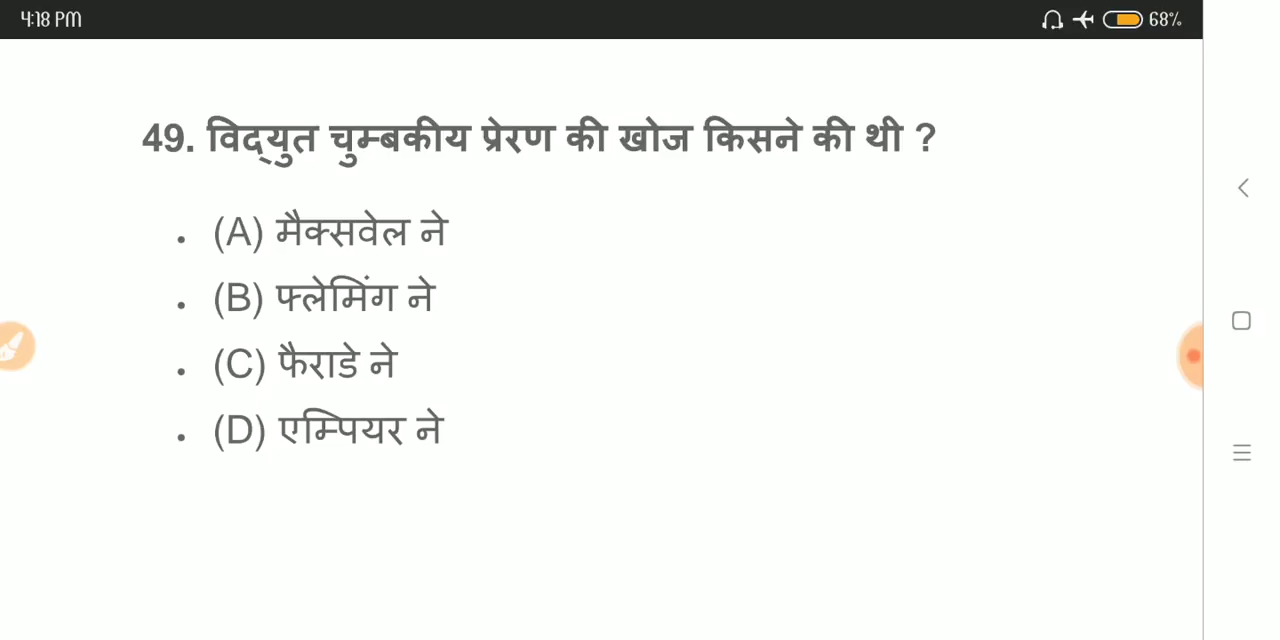 4:18 PM
68%
49. विद्युत चुम्बकीय प्रेरण की खोज किसने की थी ?
. (A) मैक्सवेल ने
. (B) फ्लेमिंग ने
. (C) फैराडे ने
. (D) एम्पियर ने